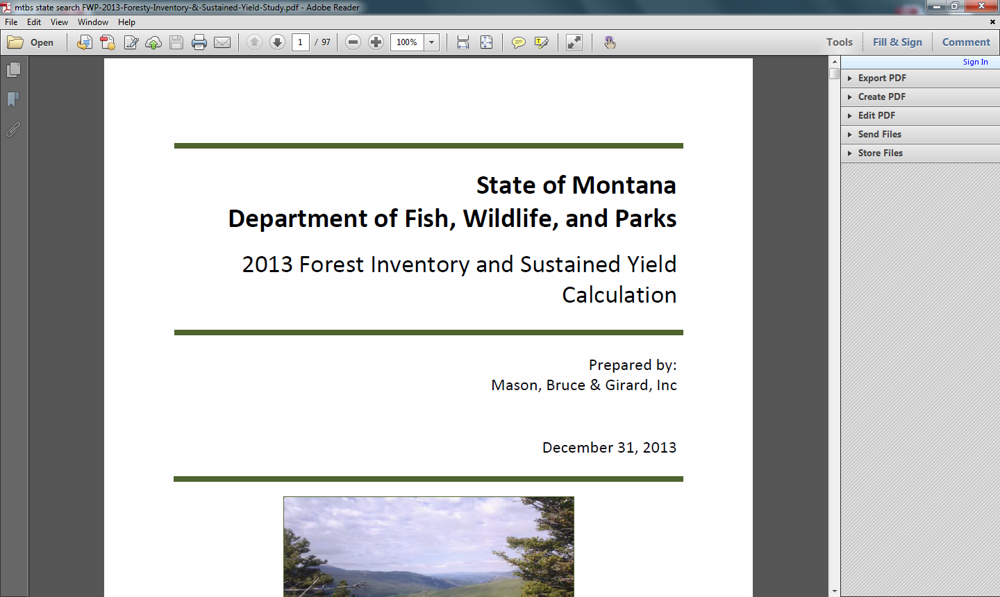 mtbs state search FWP-2013-Foresty-Inventory-&-Sustained-Yield-Study.pdf - Adobe Reader
File Edit View Window Help
Open 1 / 97 100% Tools Fill & Sign Comment
Sign In
Export PDF
Create PDF
Edit PDF
Send Files
Store Files
State of Montana
Department of Fish, Wildlife, and Parks
2013 Forest Inventory and Sustained Yield
Calculation
Prepared by:
Mason, Bruce & Girard, Inc
December 31, 2013